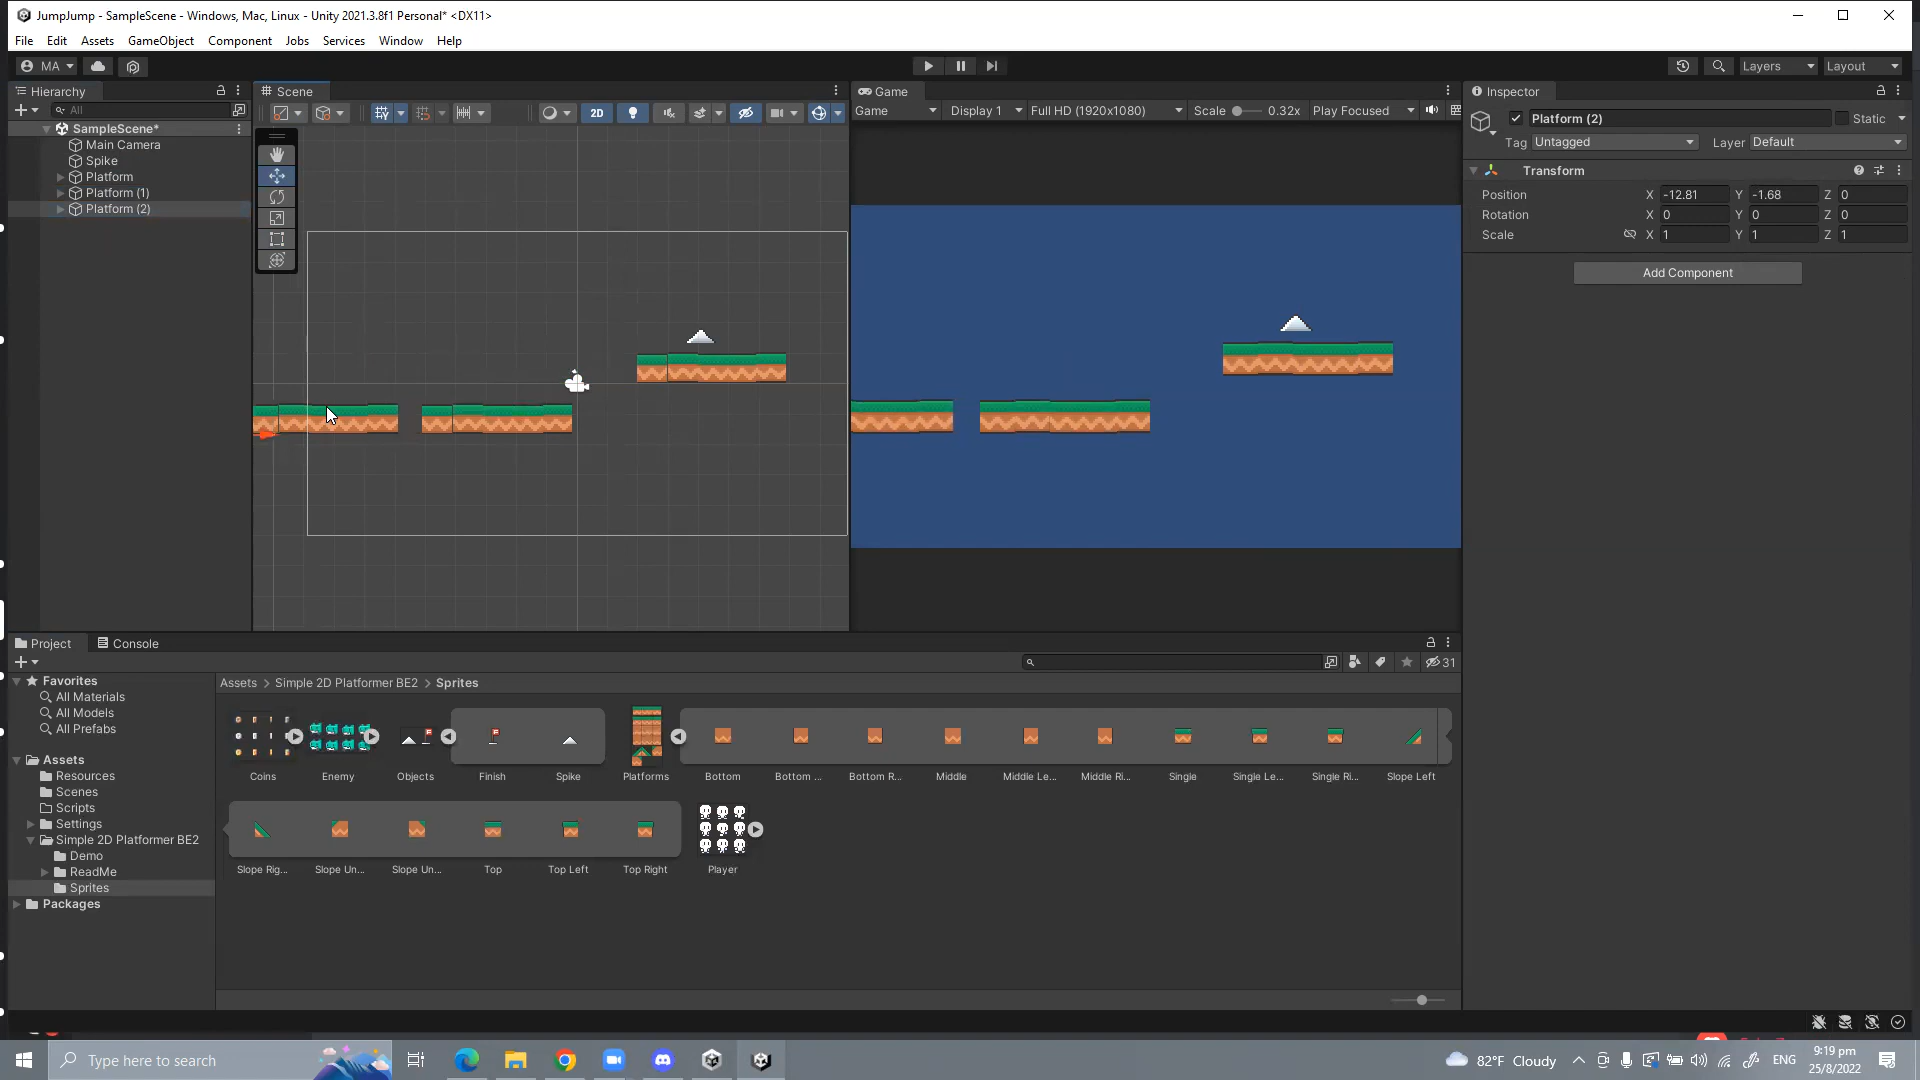 JumpJump - SampleScene - Windows, Mac, Linux - Unity 2021.3.8f1 Personal* <DX11>
File Edit Assets GameObject Component Jobs Services Window Help
MA Layers Layout
Hierarchy Scene Game Inspector
All 2D Game Display 1 Full HD (1920x1080) Scale 0.32x Play Focused
SampleScene*
Main Camera
Spike
Platform
Platform (1)
Platform (2)
Platform (2) Static
Tag Untagged Layer Default
Transform
Position X -12.81 Y -1.68 Z 0
Rotation X 0 Y 0 Z 0
Scale X 1 Y 1 Z 1
Add Component
Project Console
31
Favorites
All Materials
All Models
All Prefabs
Assets
Resources
Scenes
Scripts
Settings
Simple 2D Platformer BE2
Demo
ReadMe
Sprites
Packages
Assets > Simple 2D Platformer BE2 > Sprites
Coins Enemy Objects Finish Spike Platforms Bottom Bottom ... Bottom R... Middle Middle Le... Middle Ri... Single Single Le... Single Ri... Slope Left
Slope Rig... Slope Un... Slope Un... Top Top Left Top Right Player
Type here to search 82°F Cloudy ENG 9:19 pm
25/8/2022